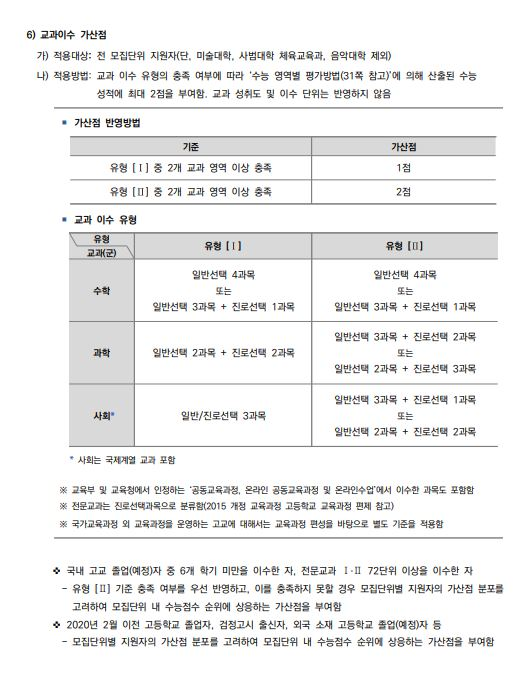 6) 교과이수 가산점
가) 적용대상: 전 모집단위 지원자(단, 미술대학, 사범대학 체육교육과, 음악대학 제외)
나) 적용방법: 교과 이수 유형의 충족 여부에 따라 '수능 영역별 평가방법(31쪽 참고)'에 의해 산출된 수능
성적에 최대 2점을 부여함. 교과 성취도 및 이수 단위는 반영하지 않음
■ 가산점 반영방법
기준 가산점
유형 [Ⅰ] 중 2개 교과 영역 이상 충족 1점
유형 [Ⅱ] 중 2개 교과 영역 이상 충족 2점
■ 교과 이수 유형
유형
교과(군)
유형 [Ⅰ] 유형 [Ⅱ]
수학
일반선택 4과목
또는
일반선택 3과목 + 진로선택 1과목
일반선택 4과목
또는
일반선택 3과목 + 진로선택 1과목
과학
일반선택 2과목 + 진로선택 2과목
일반선택 3과목 + 진로선택 2과목
또는
일반선택 2과목 + 진로선택 3과목
사회*
일반/진로선택 3과목
일반선택 3과목 + 진로선택 1과목
또는
일반선택 2과목 + 진로선택 2과목
* 사회는 국제계열 교과 포함
※ 교육부 및 교육청에서 인정하는 '공동교육과정, 온라인 공동교육과정 및 온라인수업'에서 이수한 과목도 포함함
※ 전문교과는 진로선택과목으로 분류함(2015 개정 교육과정 고등학교 교육과정 편제 참고)
※ 국가교육과정 외 교육과정을 운영하는 고교에 대해서는 교육과정 편성을 바탕으로 별도 기준을 적용함
❖ 국내 고교 졸업(예정)자 중 6개 학기 미만을 이수한 자, 전문교과 Ⅰ·Ⅱ 72단위 이상을 이수한 자
- 유형 [Ⅱ] 기준 충족 여부를 우선 반영하고, 이를 충족하지 못할 경우 모집단위별 지원자의 가산점 분포를
고려하여 모집단위 내 수능점수 순위에 상응하는 가산점을 부여함
❖ 2020년 2월 이전 고등학교 졸업자, 검정고시 출신자, 외국 소재 고등학교 졸업(예정)자 등
- 모집단위별 지원자의 가산점 분포를 고려하여 모집단위 내 수능점수 순위에 상응하는 가산점을 부여함